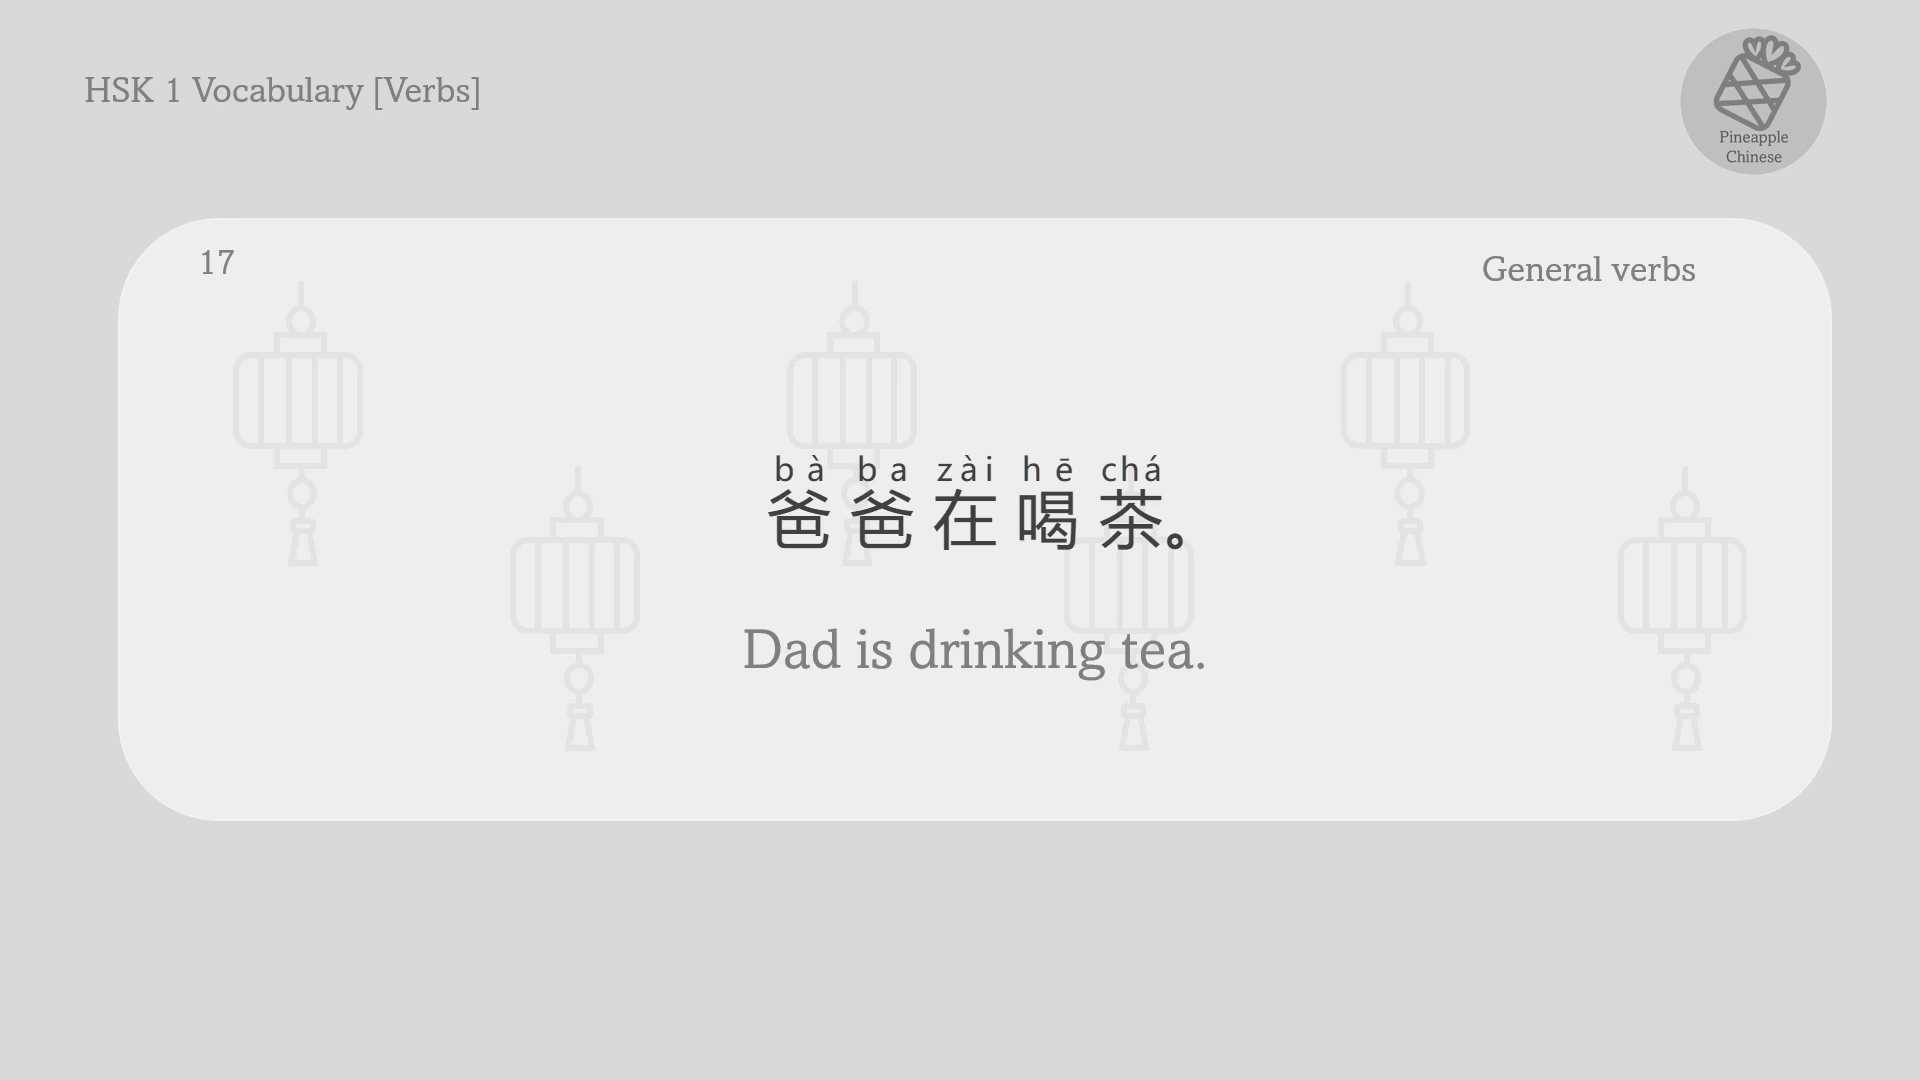 HSK 1 Vocabulary [Verbs]
Pineapple
Chinese
17
General verbs
bà ba zài hē chá
爸爸在喝茶。
Dad is drinking tea.